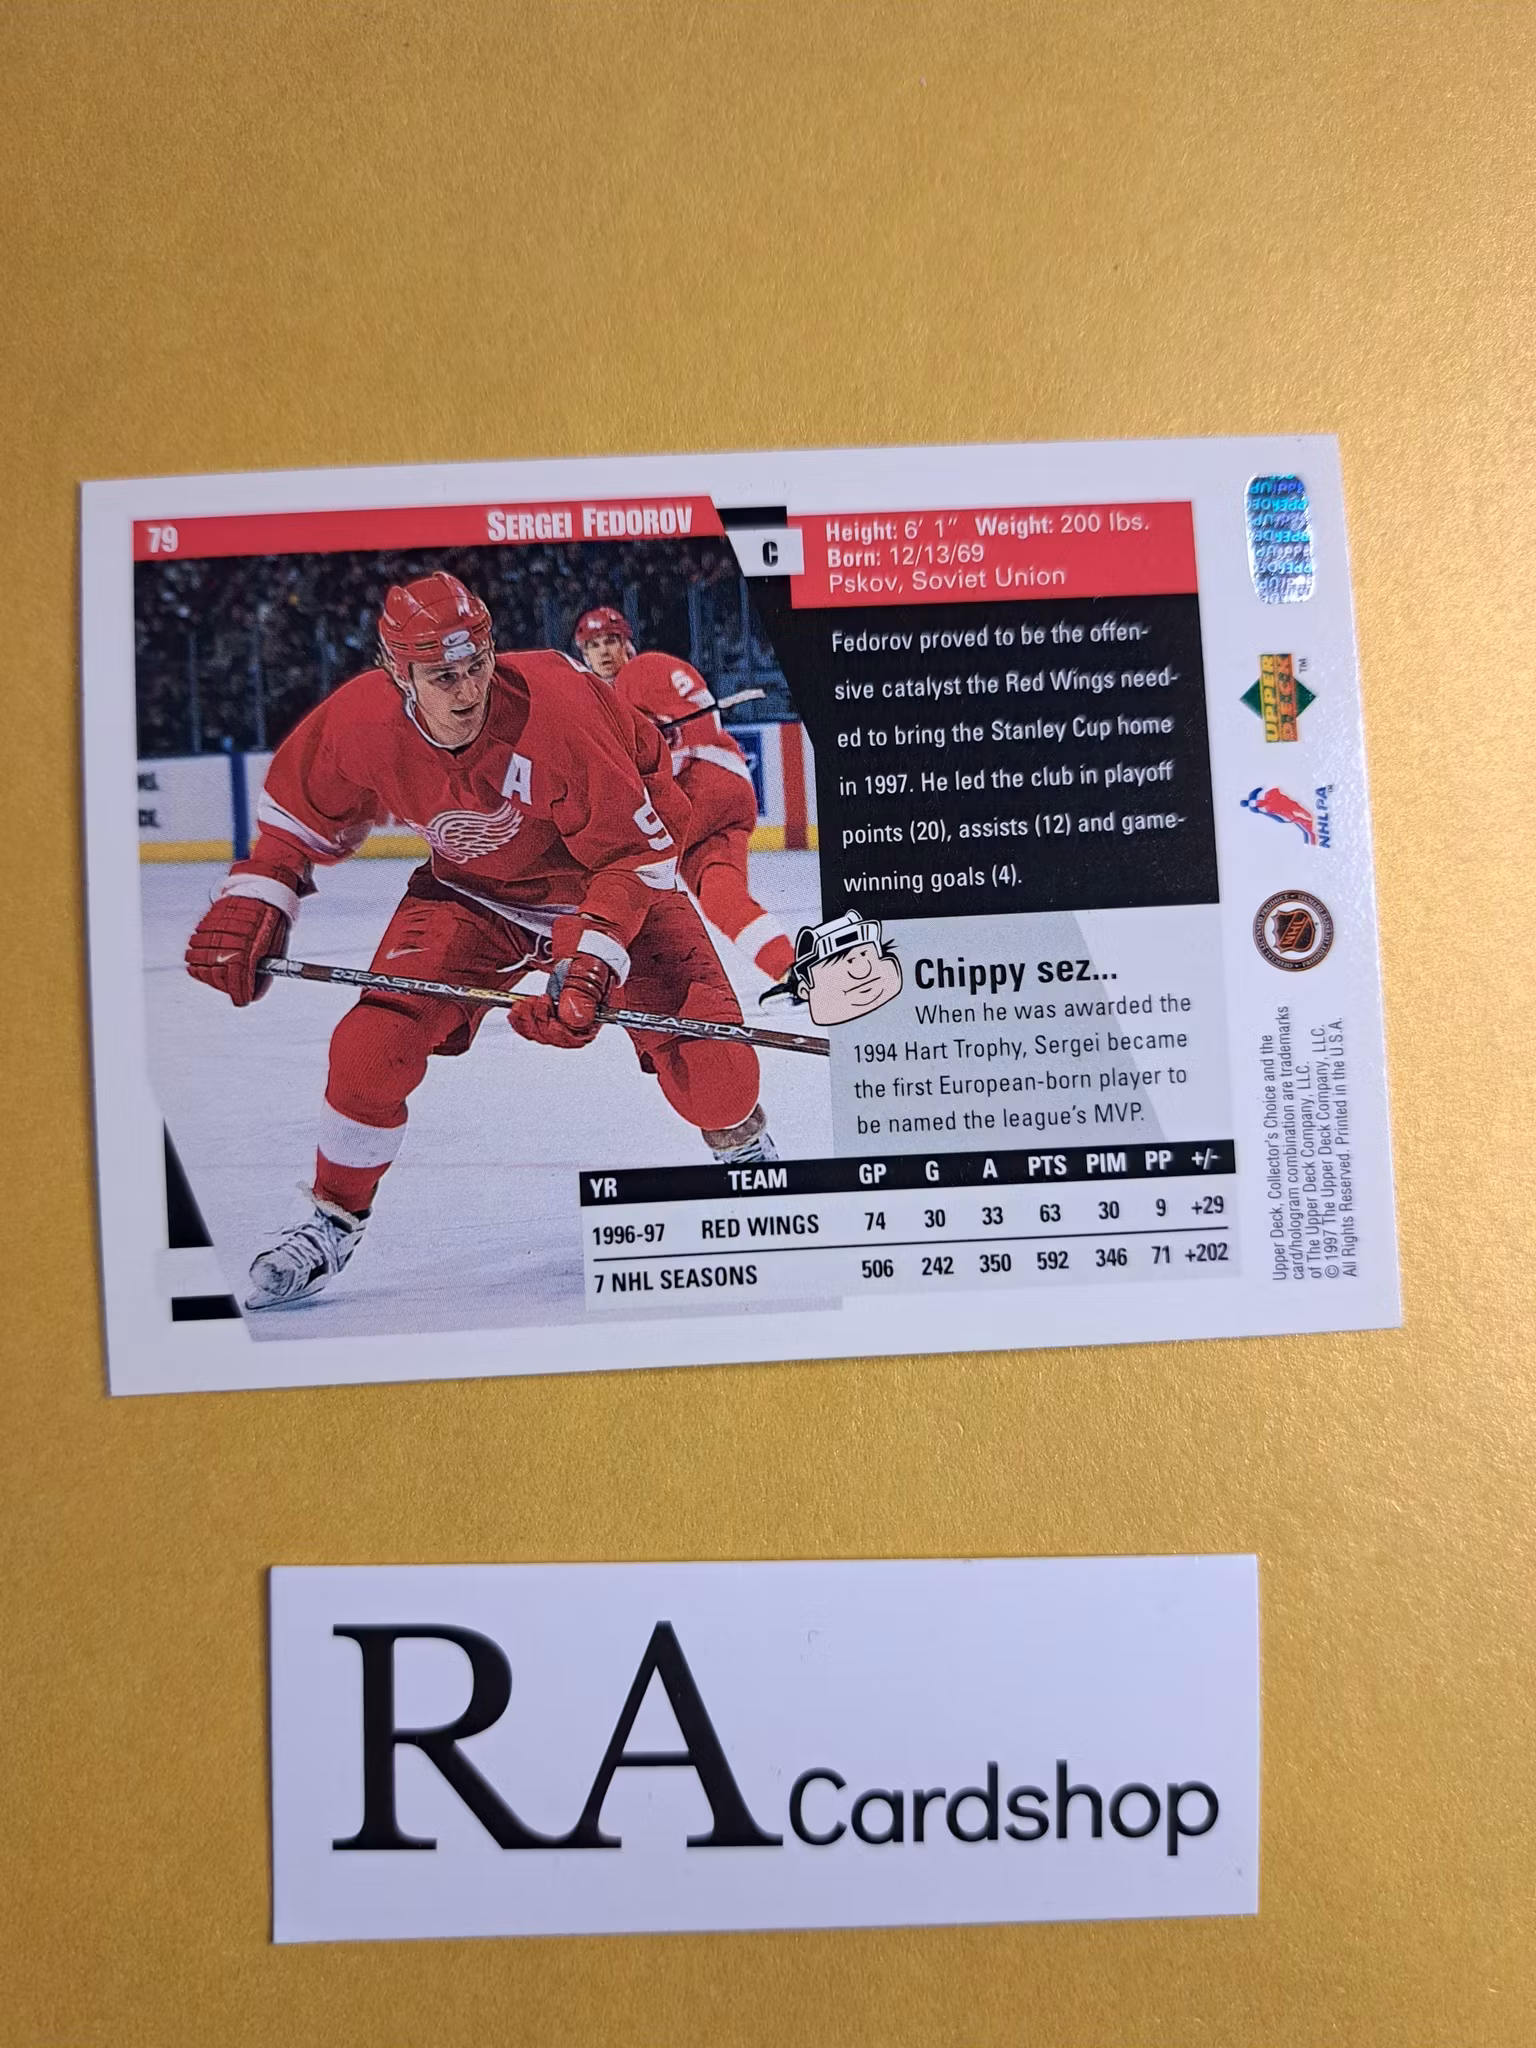 79
SERGEI FEDOROV
C
Height: 6' 1" Weight: 200 lbs.
Born: 12/13/69
Pskov, Soviet Union
Fedorov proved to be the offen-
sive catalyst the Red Wings need-
ed to bring the Stanley Cup home
in 1997. He led the club in playoff
points (20), assists (12) and game-
winning goals (4).
A
9
EASTON
EASTON
Chippy sez...
When he was awarded the
1994 Hart Trophy, Sergei became
the first European-born player to
be named the league's MVP.
YR TEAM GP G A PTS PIM PP +/-
1996-97 RED WINGS 74 30 33 63 30 9 +29
7 NHL SEASONS 506 242 350 592 346 71 +202
UPPER
DECK
TM
NHLPA
NHL
Upper Deck, Collector's Choice and the
card/hologram combination are trademarks
of The Upper Deck Company, LLC.
© 1997 The Upper Deck Company, LLC.
All Rights Reserved. Printed in the U.S.A.
RA Cardshop